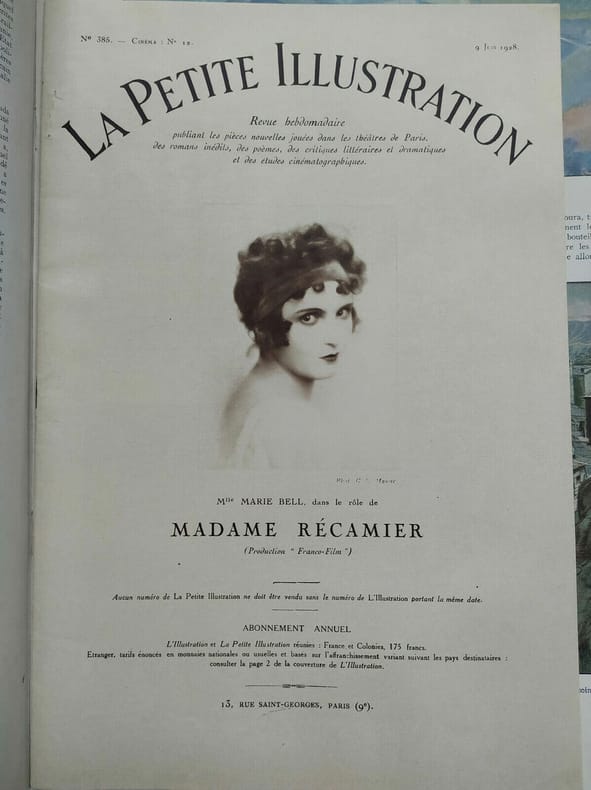 Nº 385. — Cinéma : Nº 12.
9 Juin 1928.
LA PETITE ILLUSTRATION
Revue hebdomadaire
publiant les pièces nouvelles jouées dans les théâtres de Paris,
des romans inédits, des poèmes, des critiques littéraires et dramatiques
et des études cinématographiques.
Phot.
Mlle MARIE BELL, dans le rôle de
MADAME RÉCAMIER
(Production " Franco-Film ")
Aucun numéro de La Petite Illustration ne doit être vendu sans le numéro de L'Illustration portant la même date.
ABONNEMENT ANNUEL
L'Illustration et La Petite Illustration réunies : France et Colonies, 175 francs.
Etranger, tarifs énoncés en monnaies nationales ou usuelles et basés sur l'affranchissement variant suivant les pays destinataires :
consulter la page 2 de la couverture de L'Illustration.
13, RUE SAINT-GEORGES, PARIS (9e).